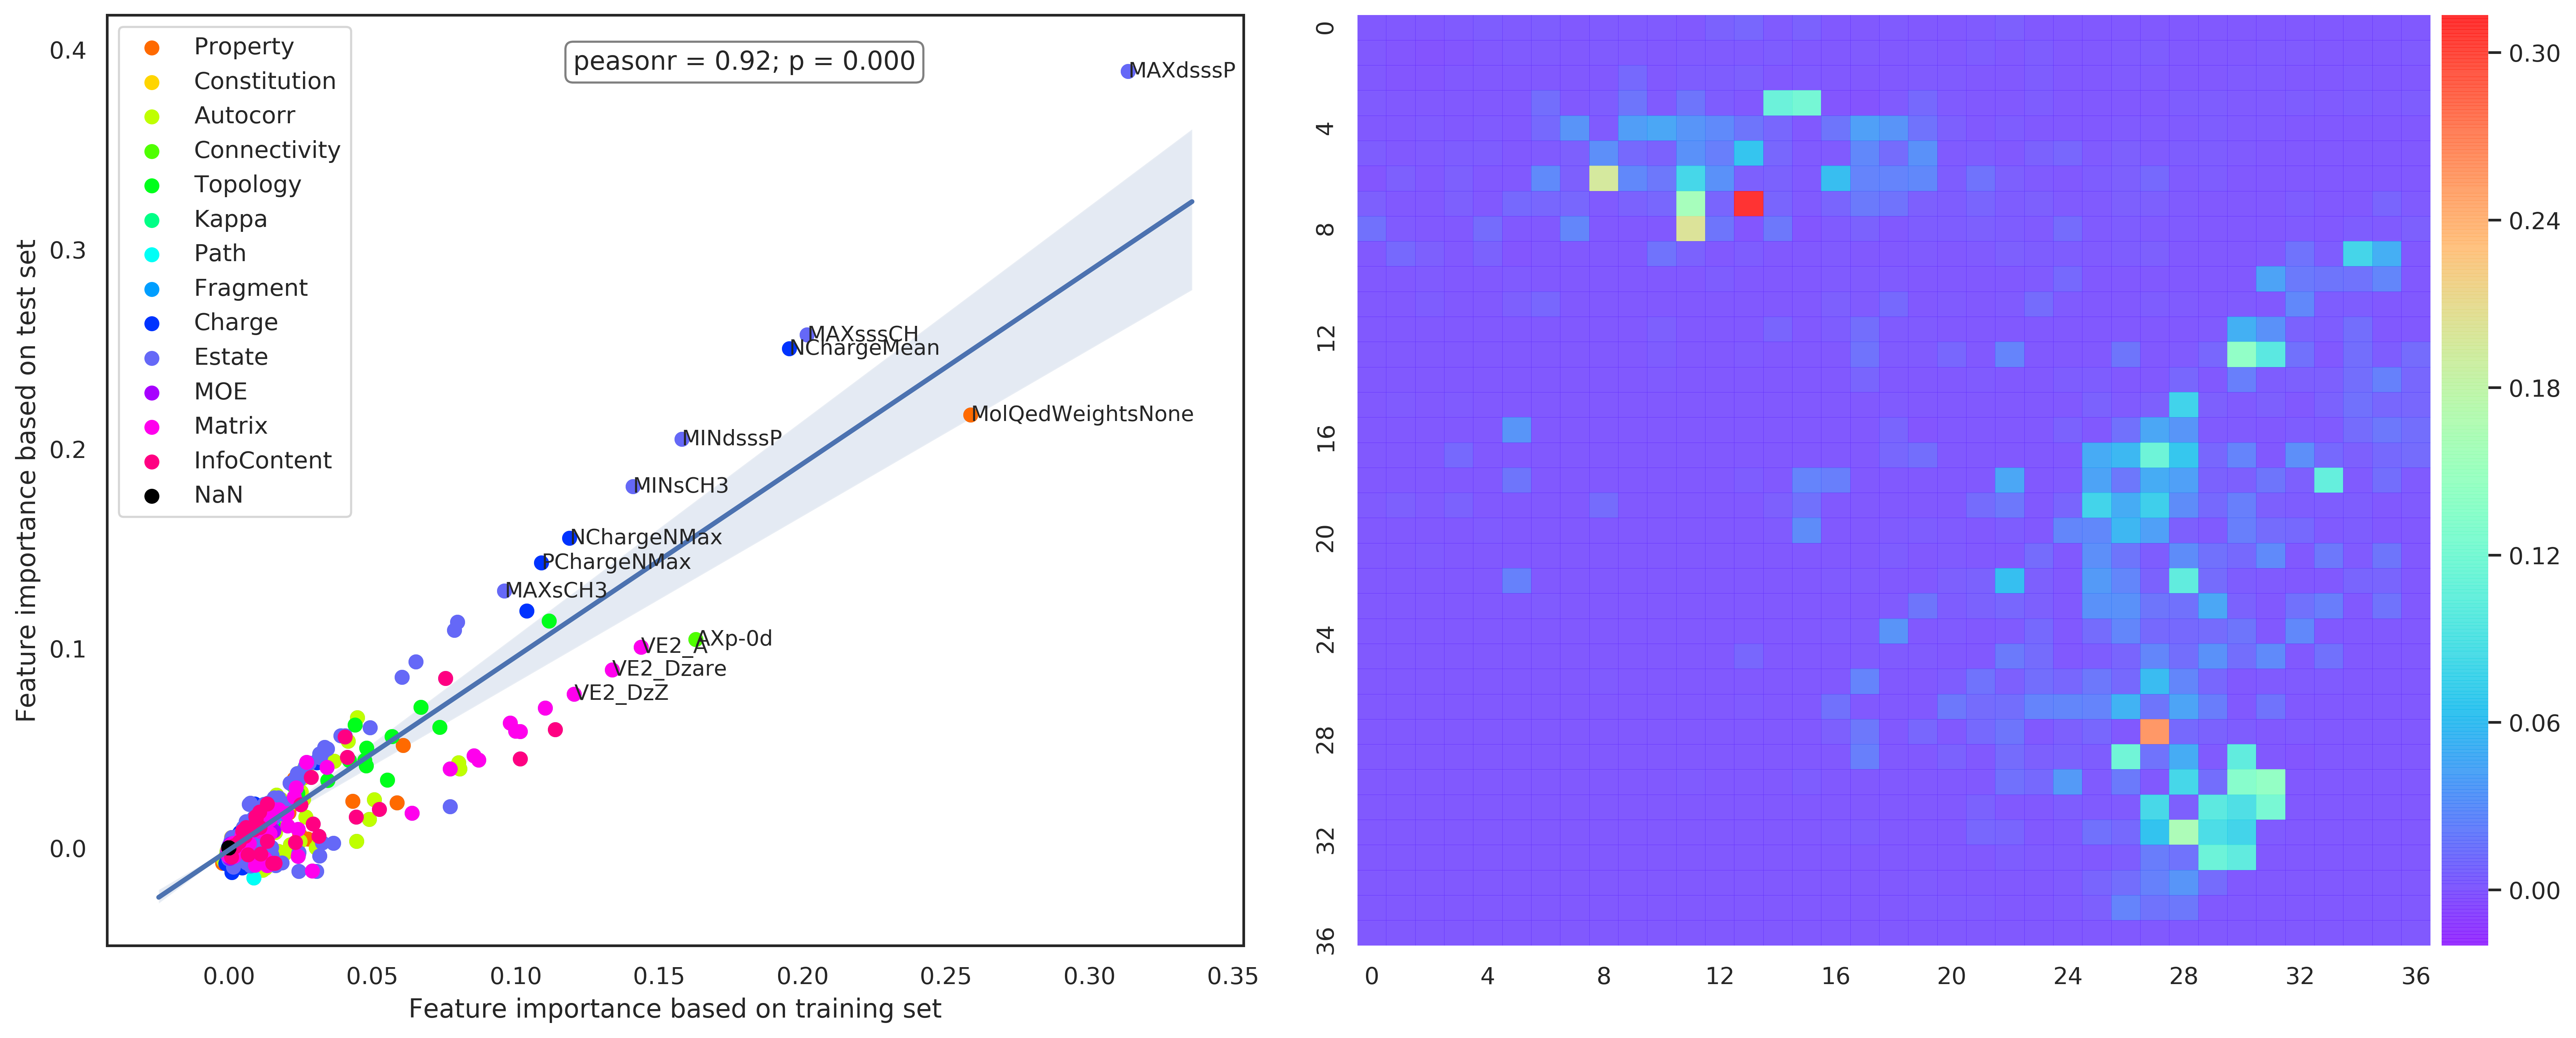 0.4
0.3
0.2
0.1
0.0
Feature importance based on test set
Property
Constitution
Autocorr
Connectivity
Topology
Kappa
Path
Fragment
Charge
Estate
MOE
Matrix
InfoContent
NaN
peasonr = 0.92; p = 0.000
MAXdsssP
MAXsssCH
NChargeMean
MolQedWeightsNone
MINdsssP
MINsCH3
NChargeNMax
PChargeNMax
MAXsCH3
AXp-0d
VE2_A
VE2_Dzare
VE2_DzZ
0.00 0.05 0.10 0.15 0.20 0.25 0.30 0.35
Feature importance based on training set
0
4
8
12
16
20
24
28
32
36
0 4 8 12 16 20 24 28 32 36
0.30
0.24
0.18
0.12
0.06
0.00